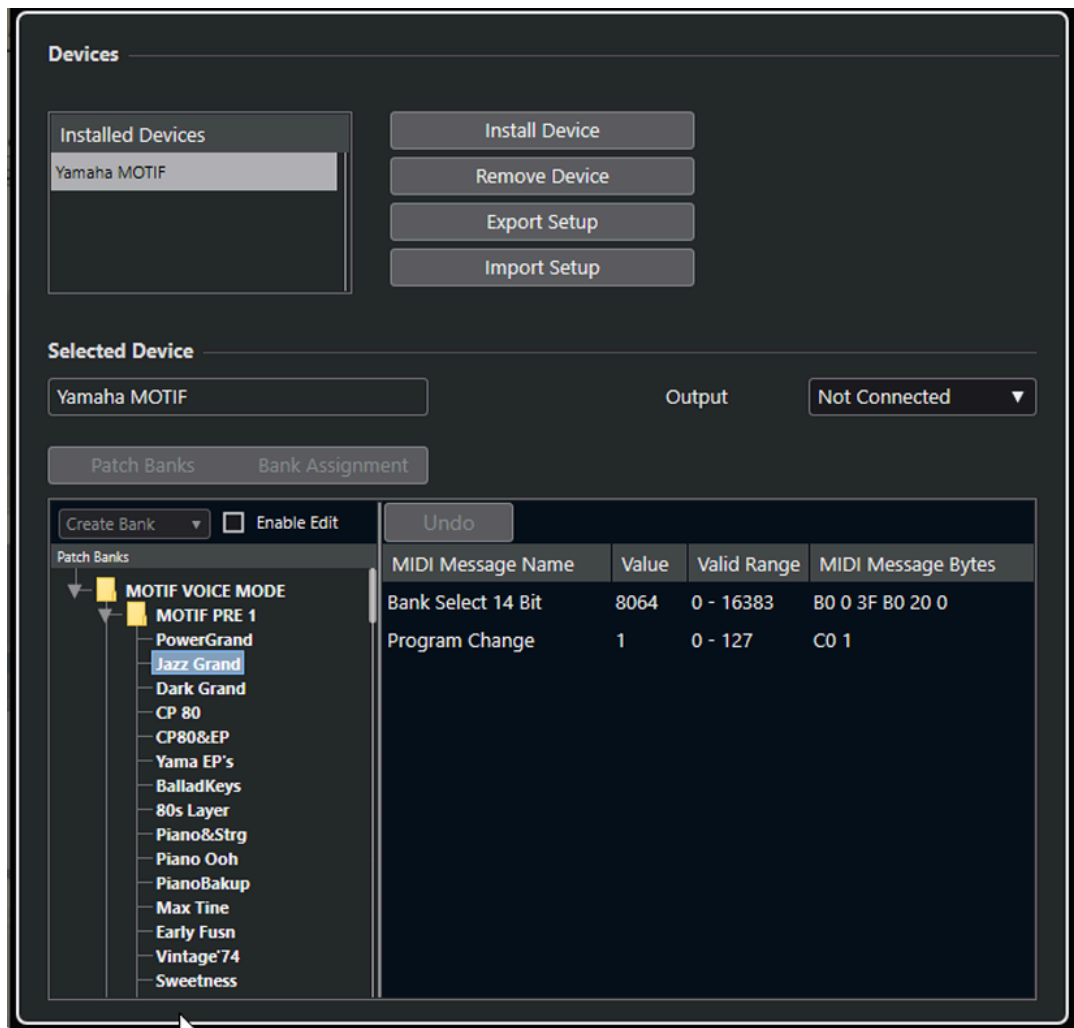 Devices
Installed Devices
Yamaha MOTIF
Install Device
Remove Device
Export Setup
Import Setup
Selected Device
Yamaha MOTIF
Output
Not Connected
Patch Banks Bank Assignment
Create Bank Enable Edit Undo
Patch Banks
MIDI Message Name Value Valid Range MIDI Message Bytes
Bank Select 14 Bit 8064 0 - 16383 B0 0 3F B0 20 0
Program Change 1 0 - 127 C0 1
MOTIF VOICE MODE
MOTIF PRE 1
PowerGrand
Jazz Grand
Dark Grand
CP 80
CP80&EP
Yama EP's
BalladKeys
80s Layer
Piano&Strg
Piano Ooh
PianoBakup
Max Tine
Early Fusn
Vintage'74
Sweetness